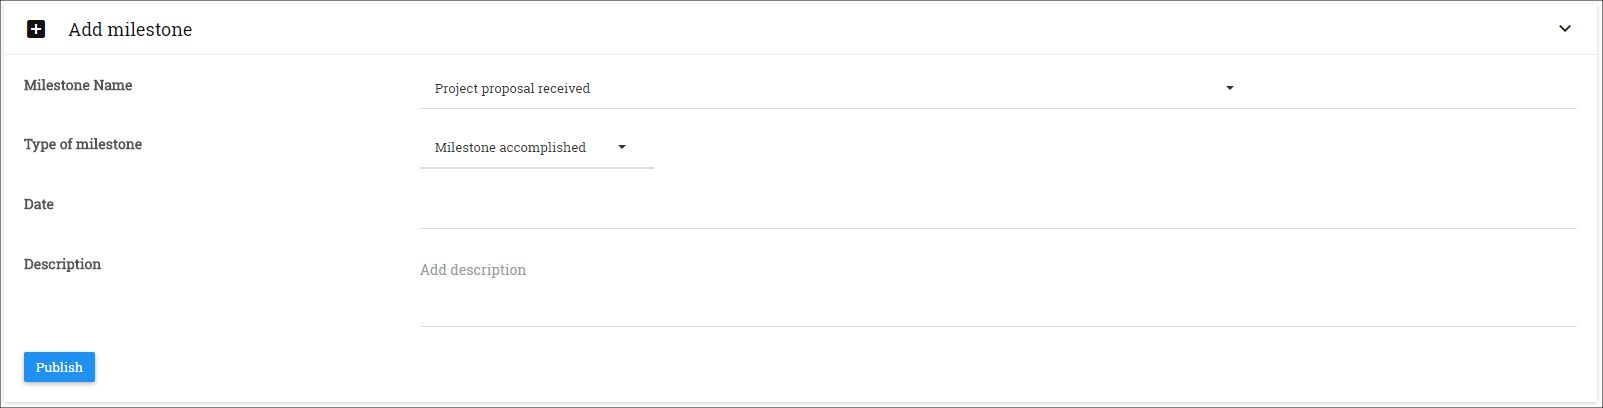 Add milestone
Milestone Name
Project proposal received
Type of milestone
Milestone accomplished
Date
Description
Add description
Publish